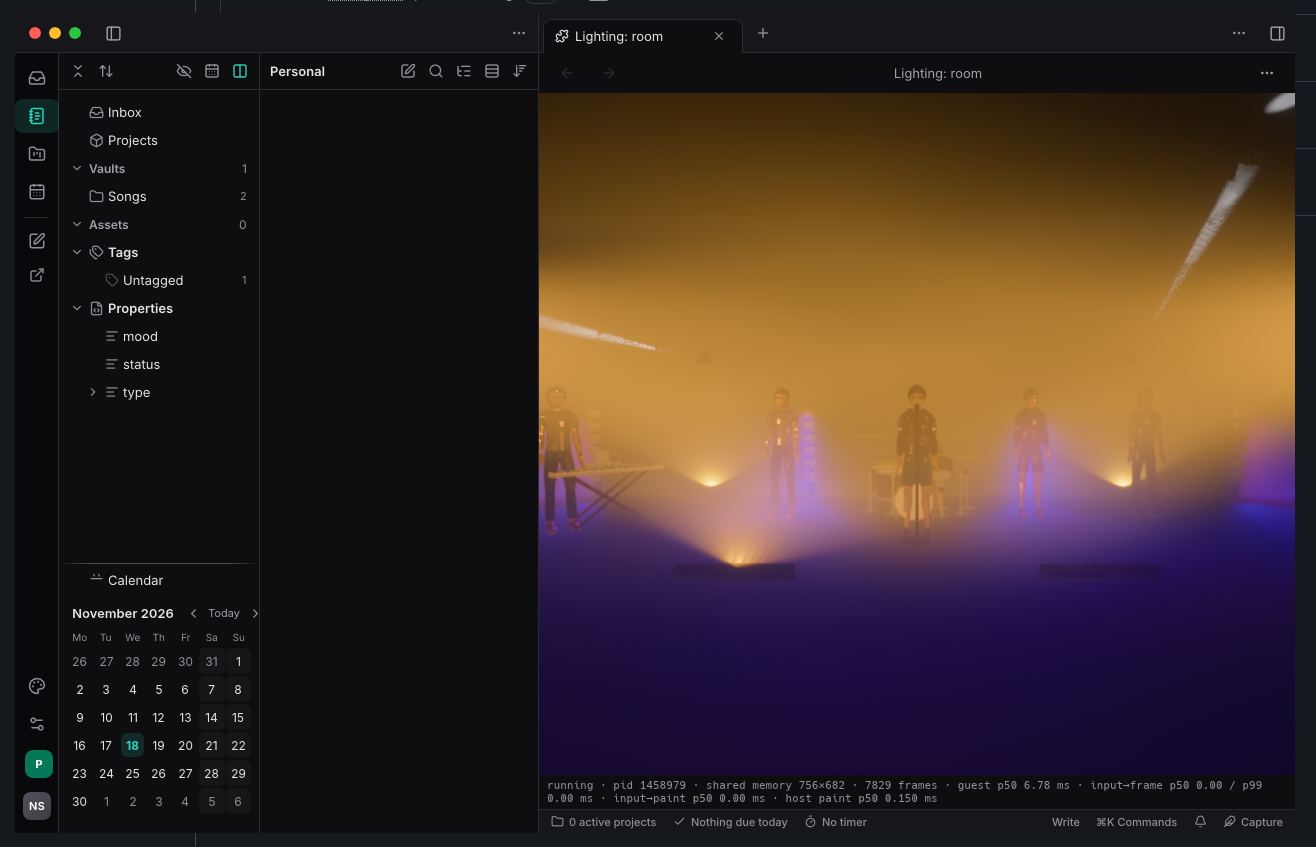 Lighting: room
Personal
Lighting: room
Inbox
Projects
Vaults 1
Songs 2
Assets 0
Tags
Untagged 1
Properties
mood
status
type
Calendar
November 2026 Today
Mo Tu We Th Fr Sa Su
26 27 28 29 30 31 1
2 3 4 5 6 7 8
9 10 11 12 13 14 15
16 17 18 19 20 21 22
23 24 25 26 27 28 29
30 1 2 3 4 5 6
P
NS
running · pid 1458979 · shared memory 756×682 · 7829 frames · guest p50 6.78 ms · input→frame p50 0.00 / p99
0.00 ms · input→paint p50 0.00 ms · host paint p50 0.150 ms
0 active projects Nothing due today No timer Write ⌘K Commands Capture